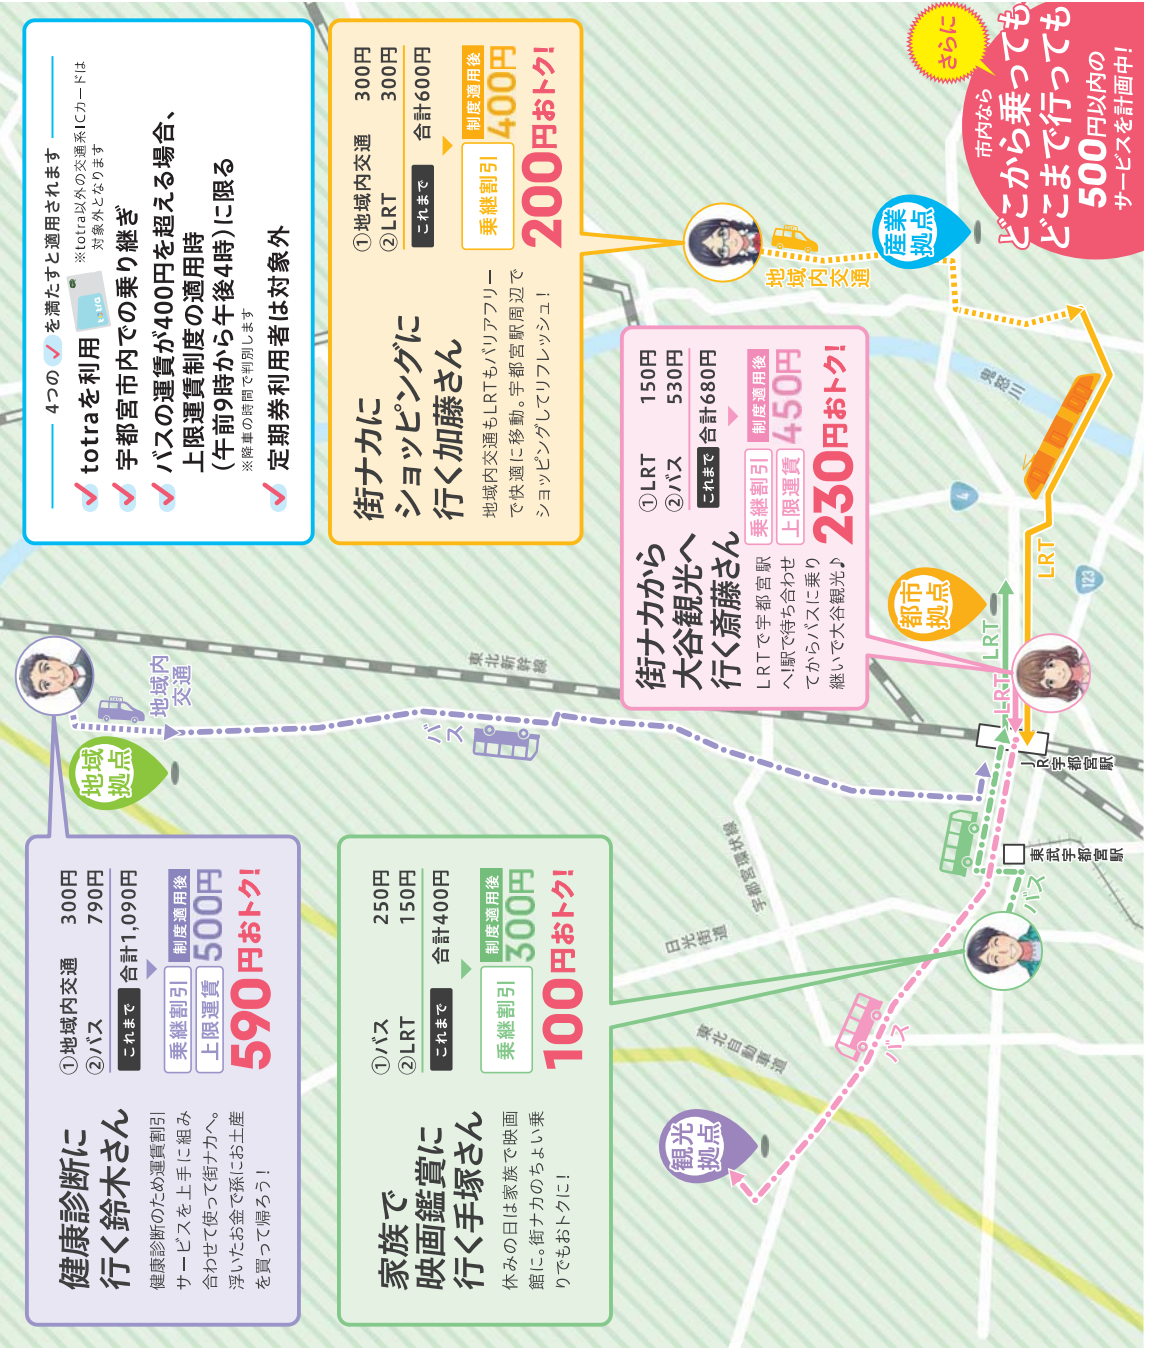 健康診断に
行く鈴木さん
健康診断のため運賃割引
サービスを上手に組み
合わせて使って街ナカへ。
浮いたお金で孫にお土産
を買って帰ろう！
①地域内交通 300円
②バス 790円
これまで 合計1,090円
乗継割引
上限運賃
制度適用後
500円
590円おトク!
4つの を満たすと適用されます
totraを利用
totra
※totra以外の交通系ICカードは
対象外となります
宇都宮市内での乗り継ぎ
バスの運賃が400円を超える場合、
上限運賃制度の適用時
(午前9時から午後4時)に限る
※降車の時間で判別します
定期券利用者は対象外
家族で
映画鑑賞に
行く手塚さん
休みの日は家族で映画
館に。街ナカのちょい乗
りでもおトクに！
①バス 250円
②LRT 150円
これまで 合計400円
乗継割引
制度適用後
300円
100円おトク!
街ナカに
ショッピングに
行く加藤さん
地域内交通もLRTもバリアフリー
で快適に移動。宇都宮駅周辺で
ショッピングしてリフレッシュ！
①地域内交通 300円
②LRT 300円
これまで 合計600円
乗継割引
制度適用後
400円
200円おトク!
街ナカから
大谷観光へ
行く斎藤さん
LRTで宇都宮駅
へ!駅で待ち合わせ
てからバスに乗り
継いで大谷観光♪
①LRT 150円
②バス 530円
これまで 合計680円
乗継割引
上限運賃
制度適用後
450円
230円おトク!
地域
拠点
地域内
交通
バス
東北新幹線
地域内交通
産業
拠点
鬼怒川
4
123
都市
拠点
LRT
LRT
LRT
JR宇都宮駅
東武宇都宮駅
バス
宇都宮環状線
日光街道
東北自動車道
バス
観光
拠点
さらに
市内なら
どこから乗っても
どこまで行っても
500円以内の
サービスを計画中!